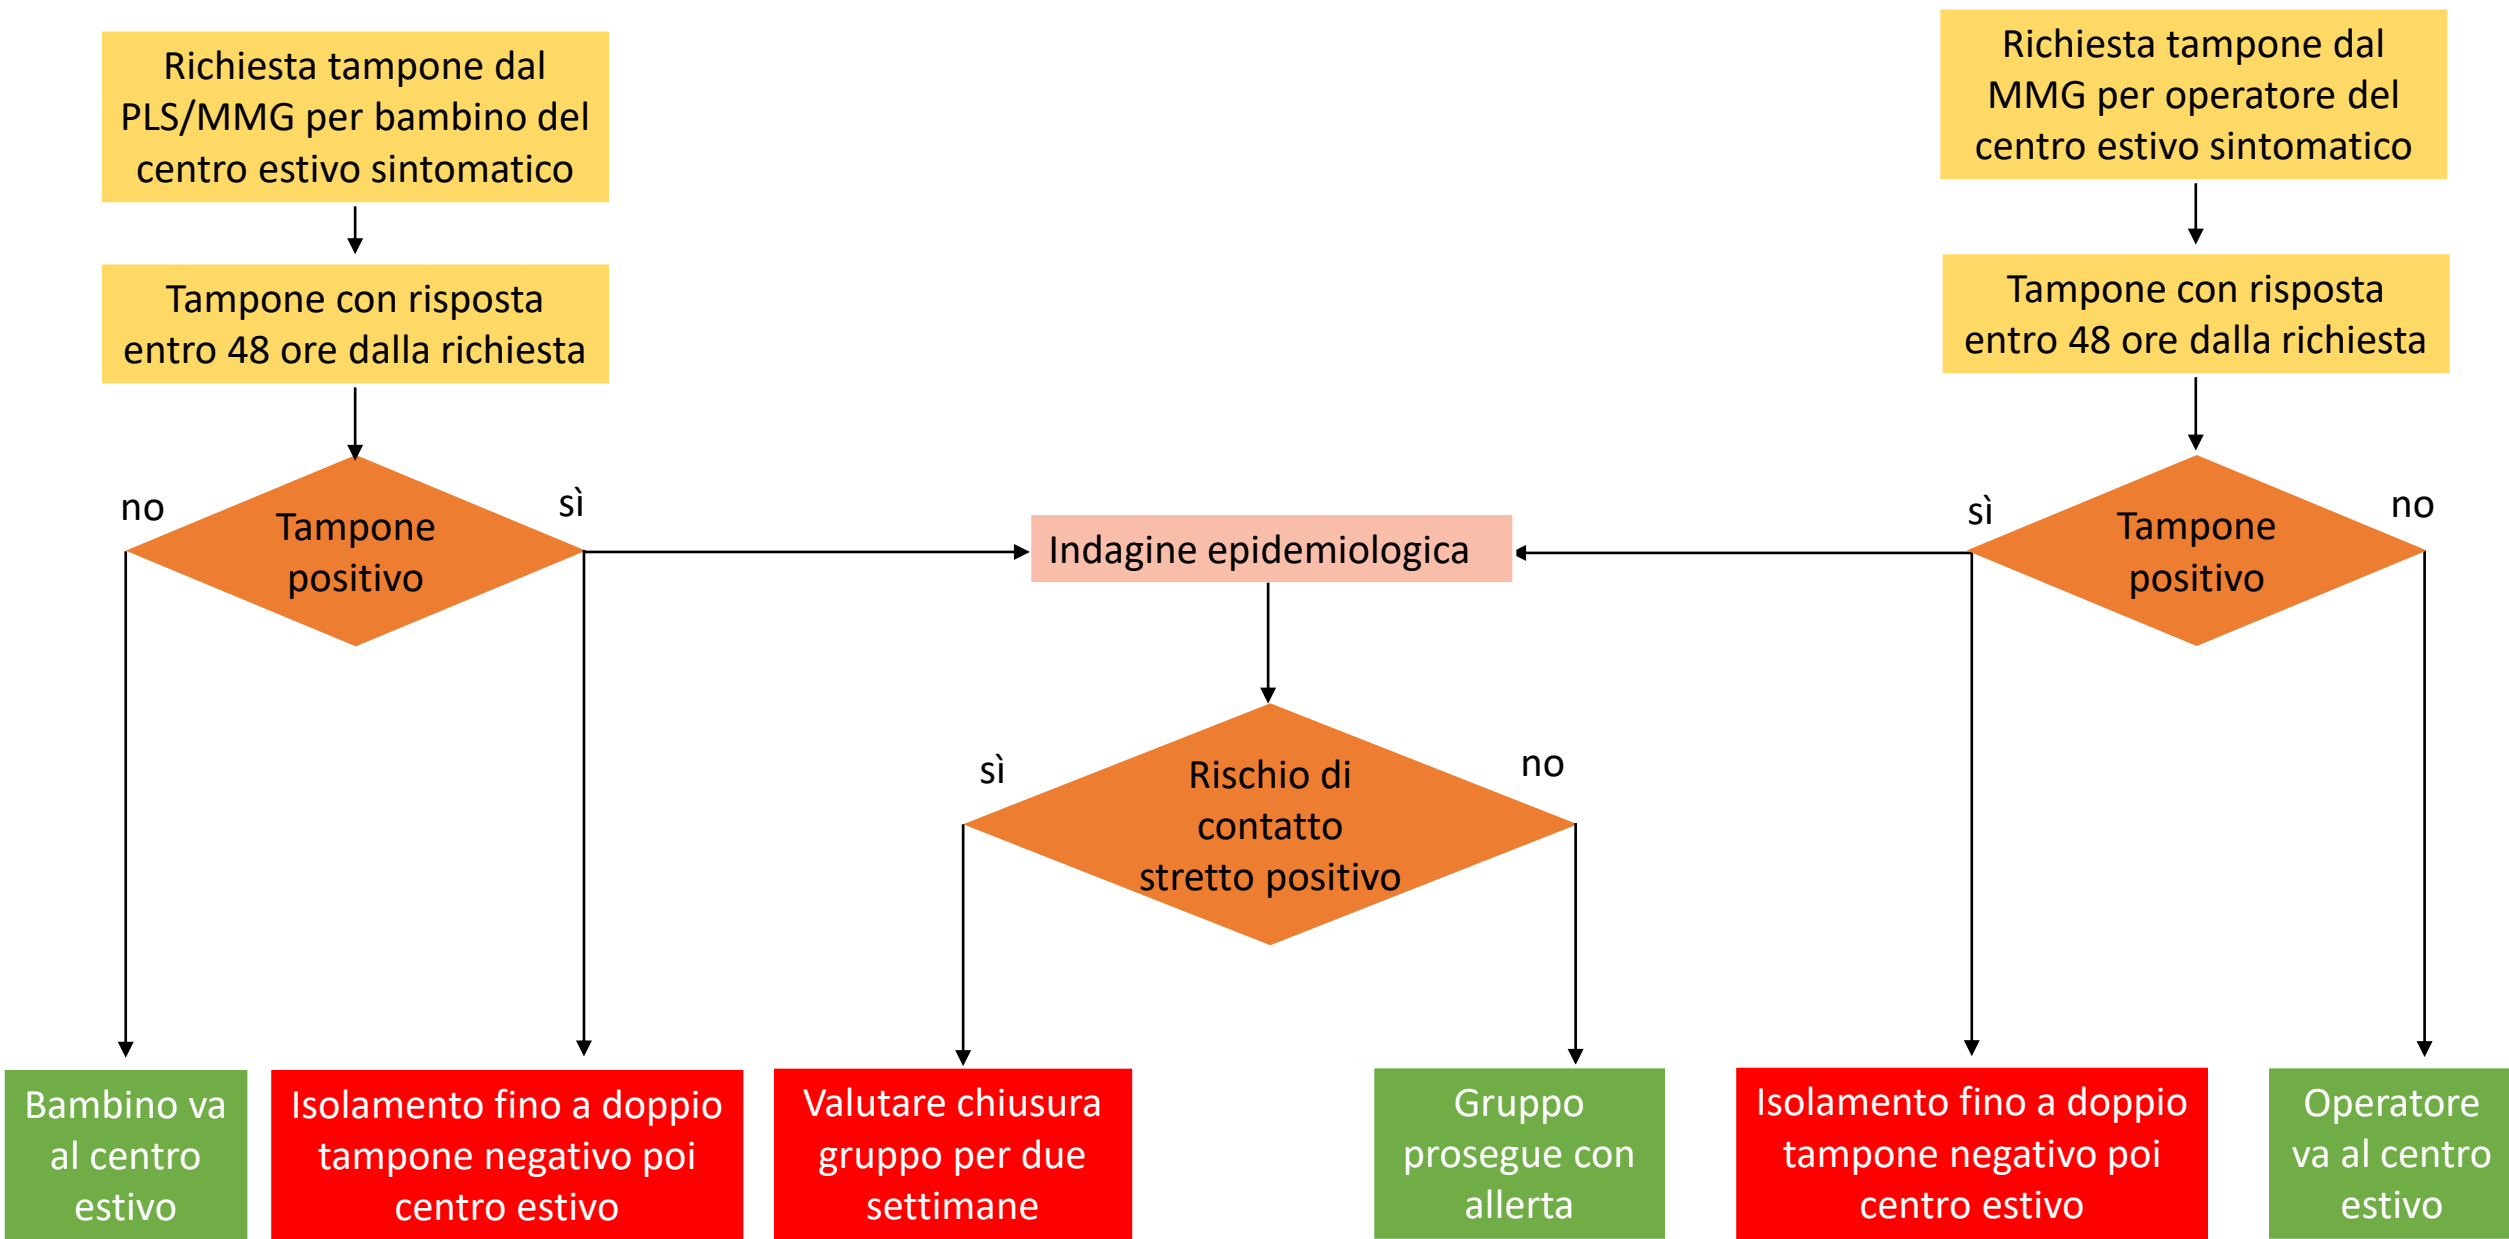 Richiesta tampone dal
PLS/MMG per bambino del
centro estivo sintomatico
Richiesta tampone dal
MMG per operatore del
centro estivo sintomatico
Tampone con risposta
entro 48 ore dalla richiesta
Tampone con risposta
entro 48 ore dalla richiesta
no
sì
Tampone
positivo
Indagine epidemiologica
sì
no
Tampone
positivo
sì
no
Rischio di
contatto
stretto positivo
Bambino va
al centro
estivo
Isolamento fino a doppio
tampone negativo poi
centro estivo
Valutare chiusura
gruppo per due
settimane
Gruppo
prosegue con
allerta
Isolamento fino a doppio
tampone negativo poi
centro estivo
Operatore
va al centro
estivo